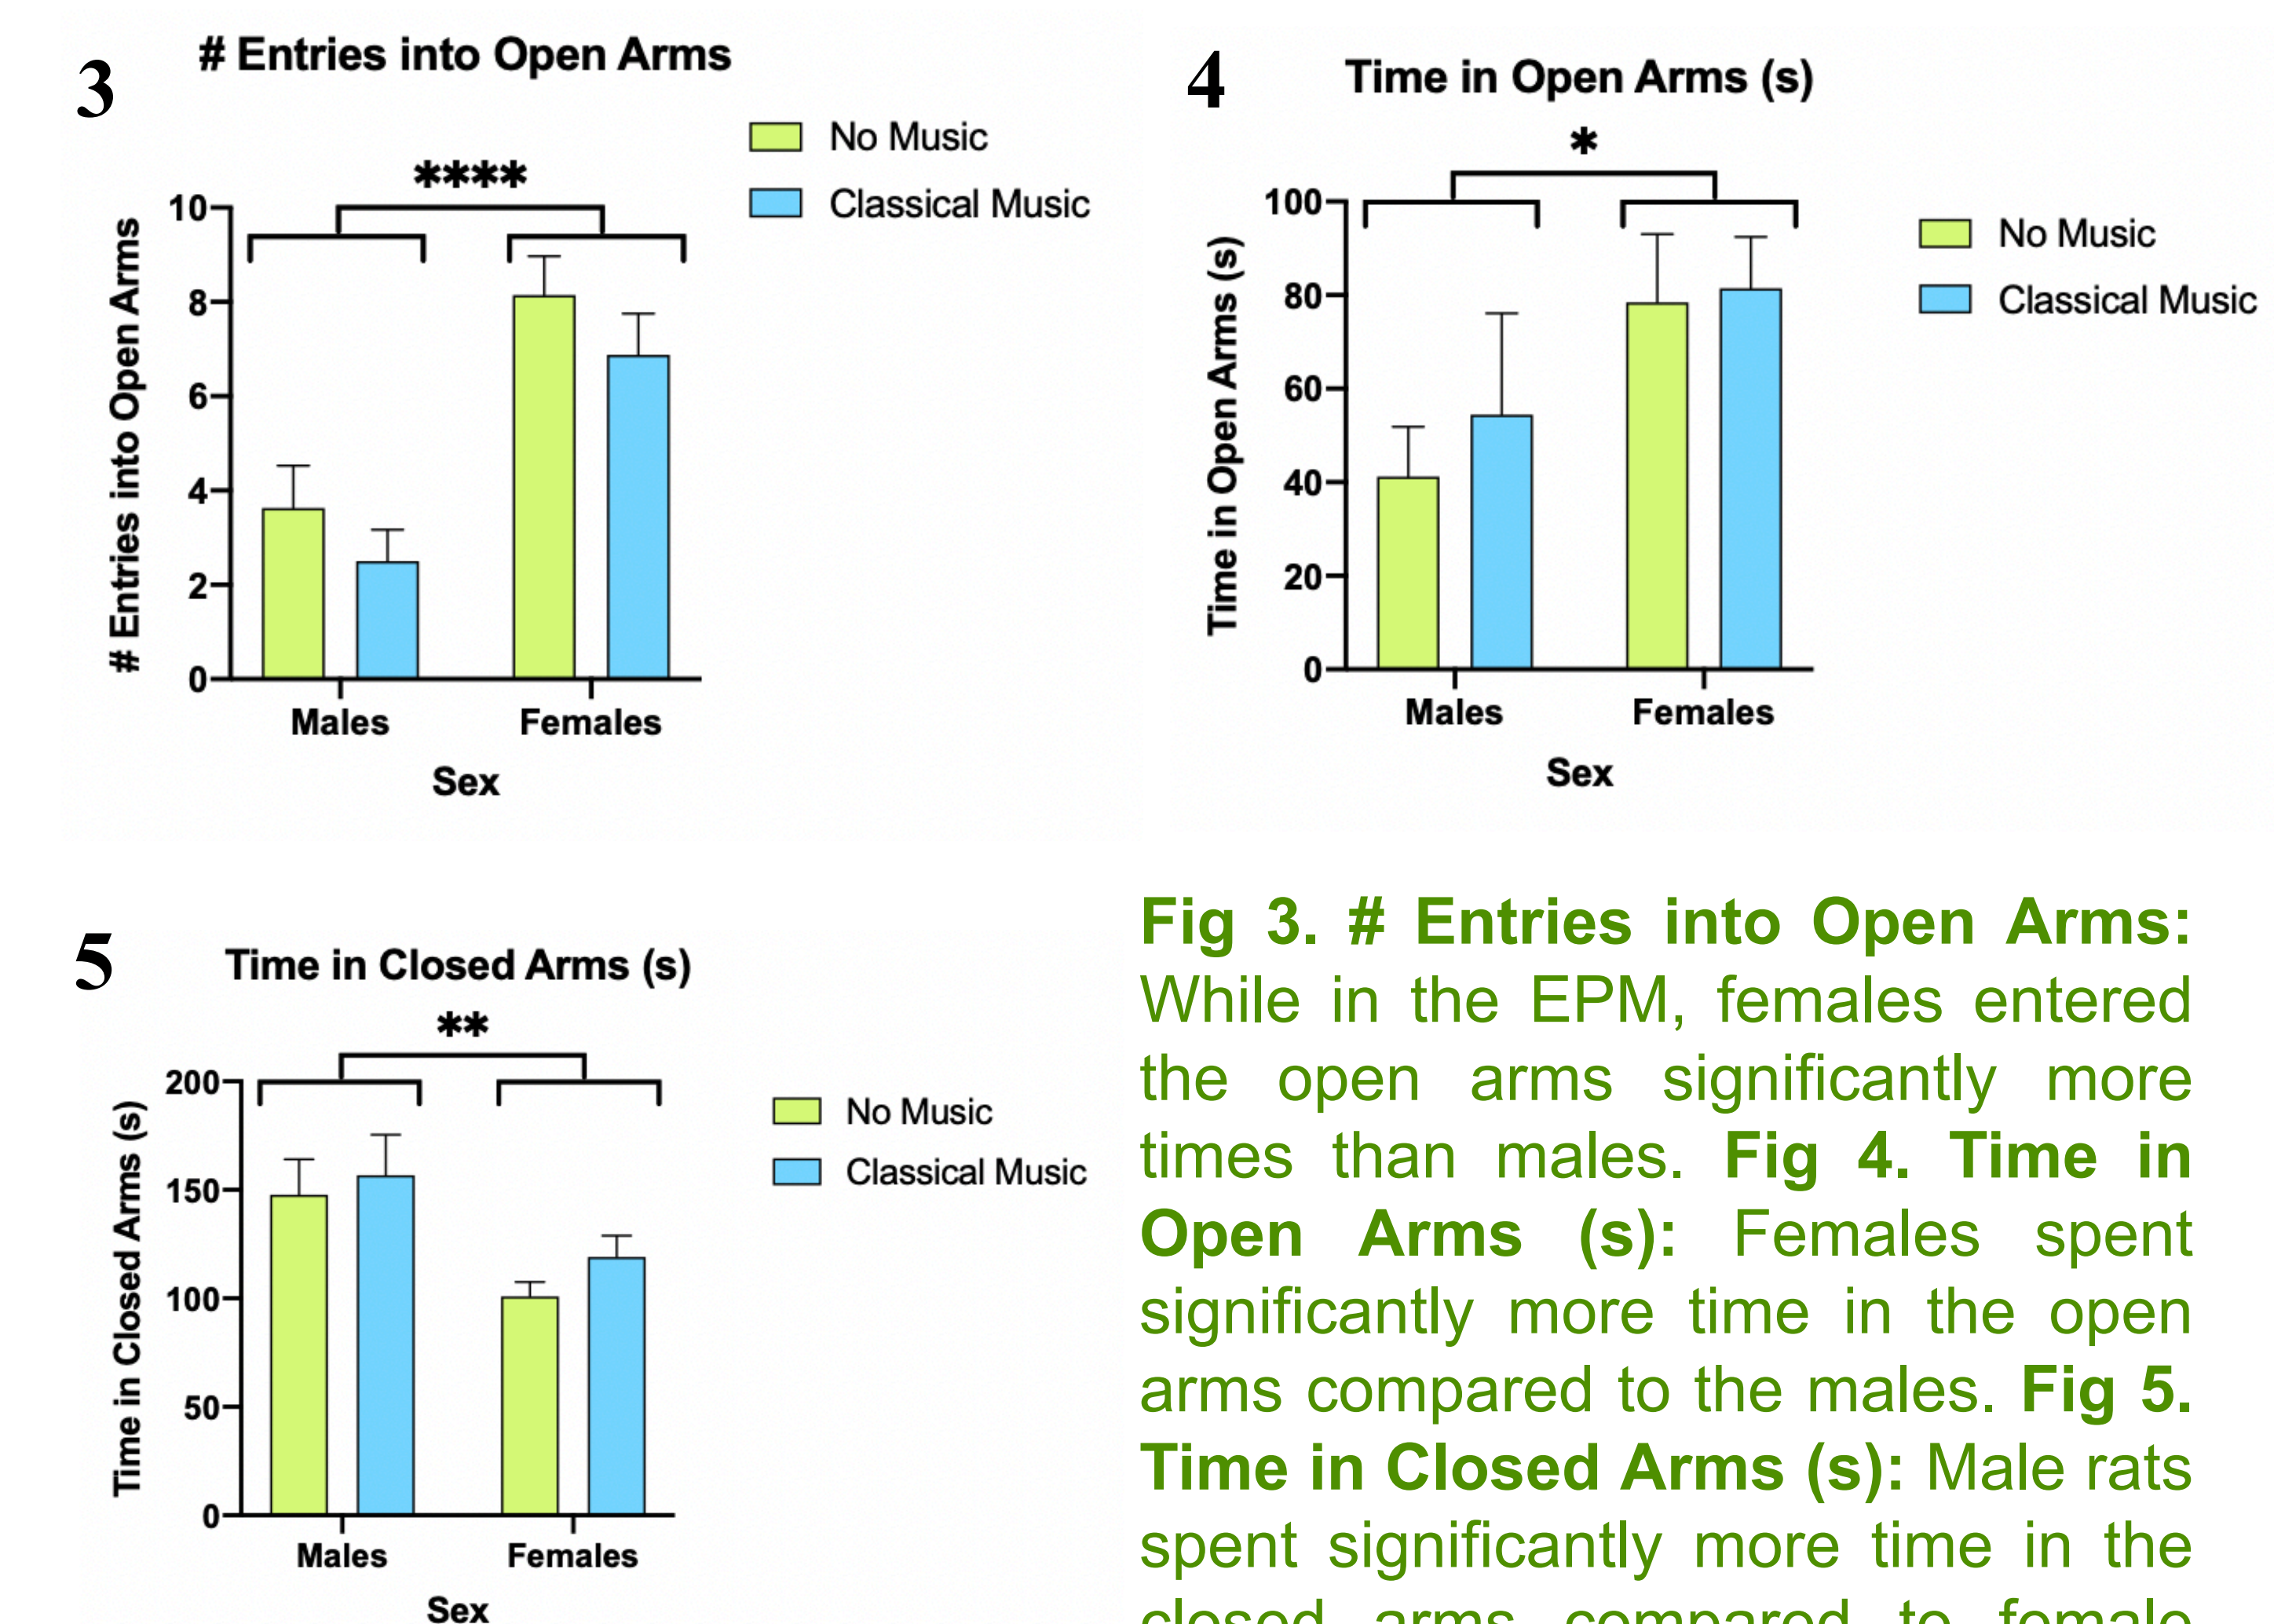 3
# Entries into Open Arms
No Music
Classical Music
****
10
8
6
4
2
0
# Entries into Open Arms
Males
Females
Sex
4
Time in Open Arms (s)
*
No Music
Classical Music
100
80
60
40
20
0
Time in Open Arms (s)
Males
Females
Sex
5
Time in Closed Arms (s)
**
No Music
Classical Music
200
150
100
50
0
Time in Closed Arms (s)
Males
Females
Sex
Fig 3. # Entries into Open Arms:
While in the EPM, females entered
the open arms significantly more
times than males. Fig 4. Time in
Open Arms (s): Females spent
significantly more time in the open
arms compared to the males. Fig 5.
Time in Closed Arms (s): Male rats
spent significantly more time in the
closed arms compared to female